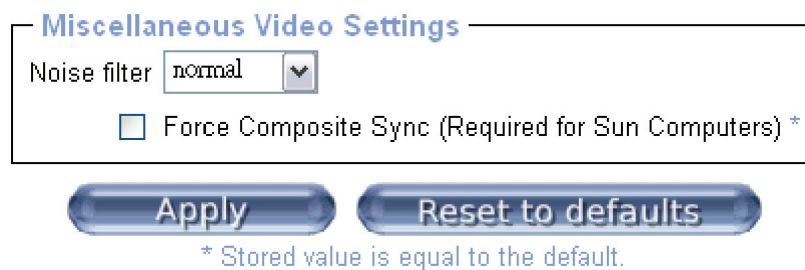 Miscellaneous Video Settings
Noise filter normal
Force Composite Sync (Required for Sun Computers) *
Apply Reset to defaults
* Stored value is equal to the default.